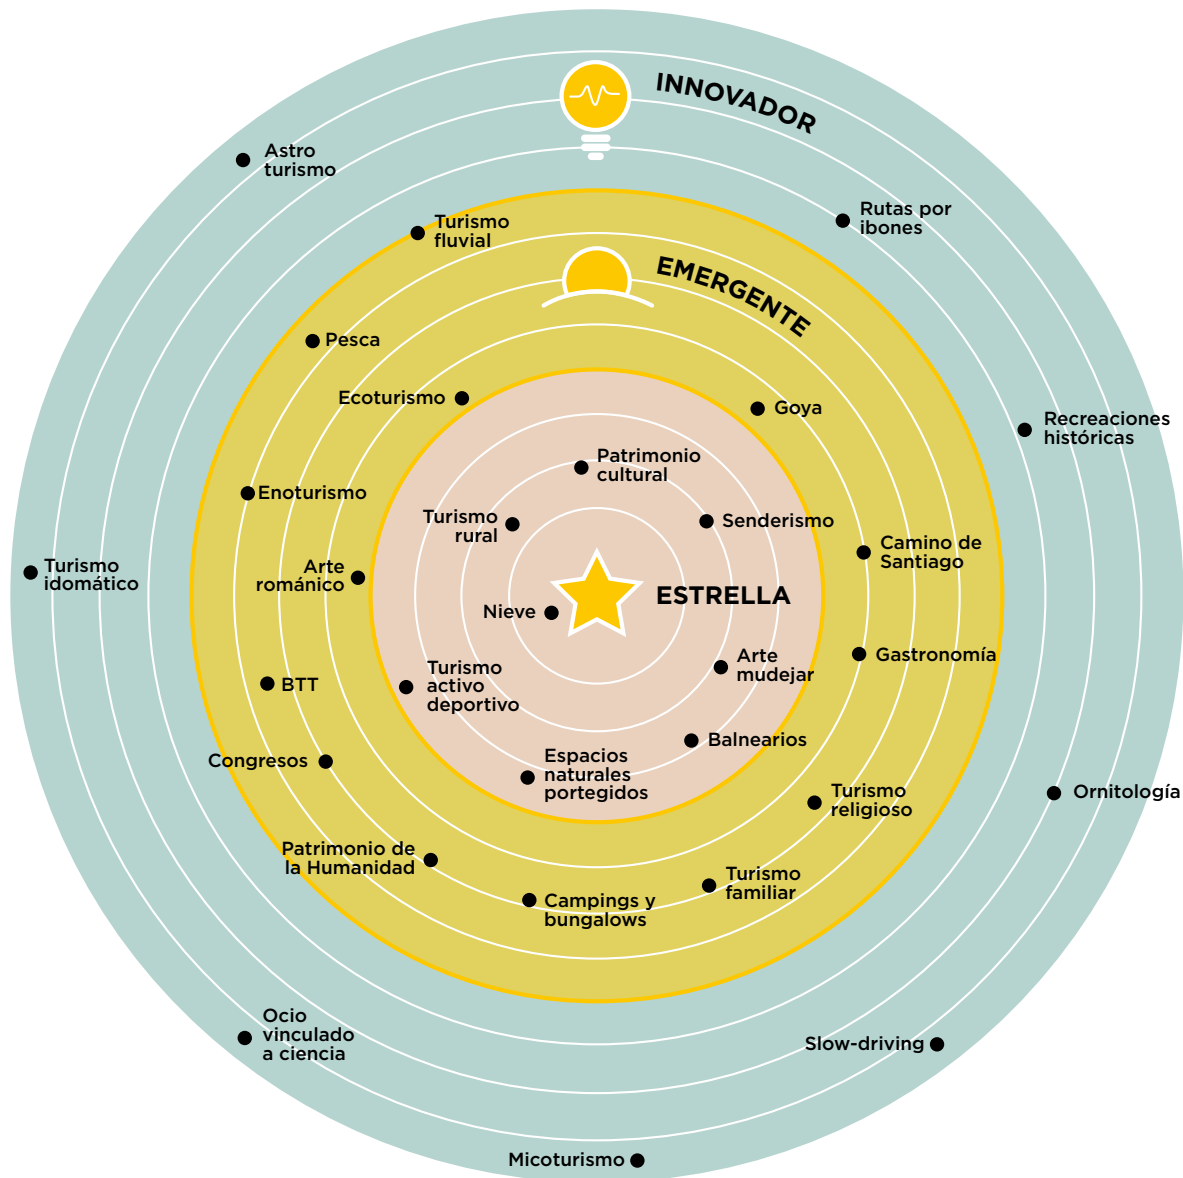 INNOVADOR
Astro
turismo
Rutas por
ibones
Turismo
fluvial
EMERGENTE
Pesca
Ecoturismo
Goya
Recreaciones
históricas
Patrimonio
cultural
Enoturismo
Turismo
rural
Senderismo
Camino de
Santiago
Turismo
idomático
Arte
románico
ESTRELLA
Nieve
Gastronomía
Arte
mudejar
Turismo
activo
deportivo
BTT
Balnearios
Congresos
Espacios
naturales
portegidos
Turismo
religioso
Ornitología
Patrimonio de
la Humanidad
Turismo
familiar
Campings y
bungalows
Ocio
vinculado
a ciencia
Slow-driving
Micoturismo